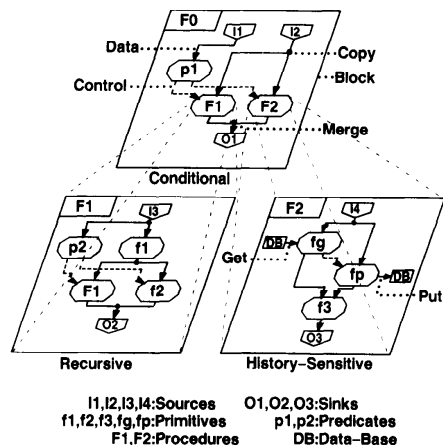 F0
I1
I2
Data
Copy
p1
Control
Block
F1
F2
Merge
O1
Conditional
F1
I3
F2
I4
p2
f1
DB
fg
Get
fp
DB
F1
f2
Put
f3
O2
O3
Recursive
History-Sensitive
I1,I2,I3,I4:Sources O1,O2,O3:Sinks
f1,f2,f3,fg,fp:Primitives p1,p2:Predicates
F1,F2:Procedures DB:Data-Base